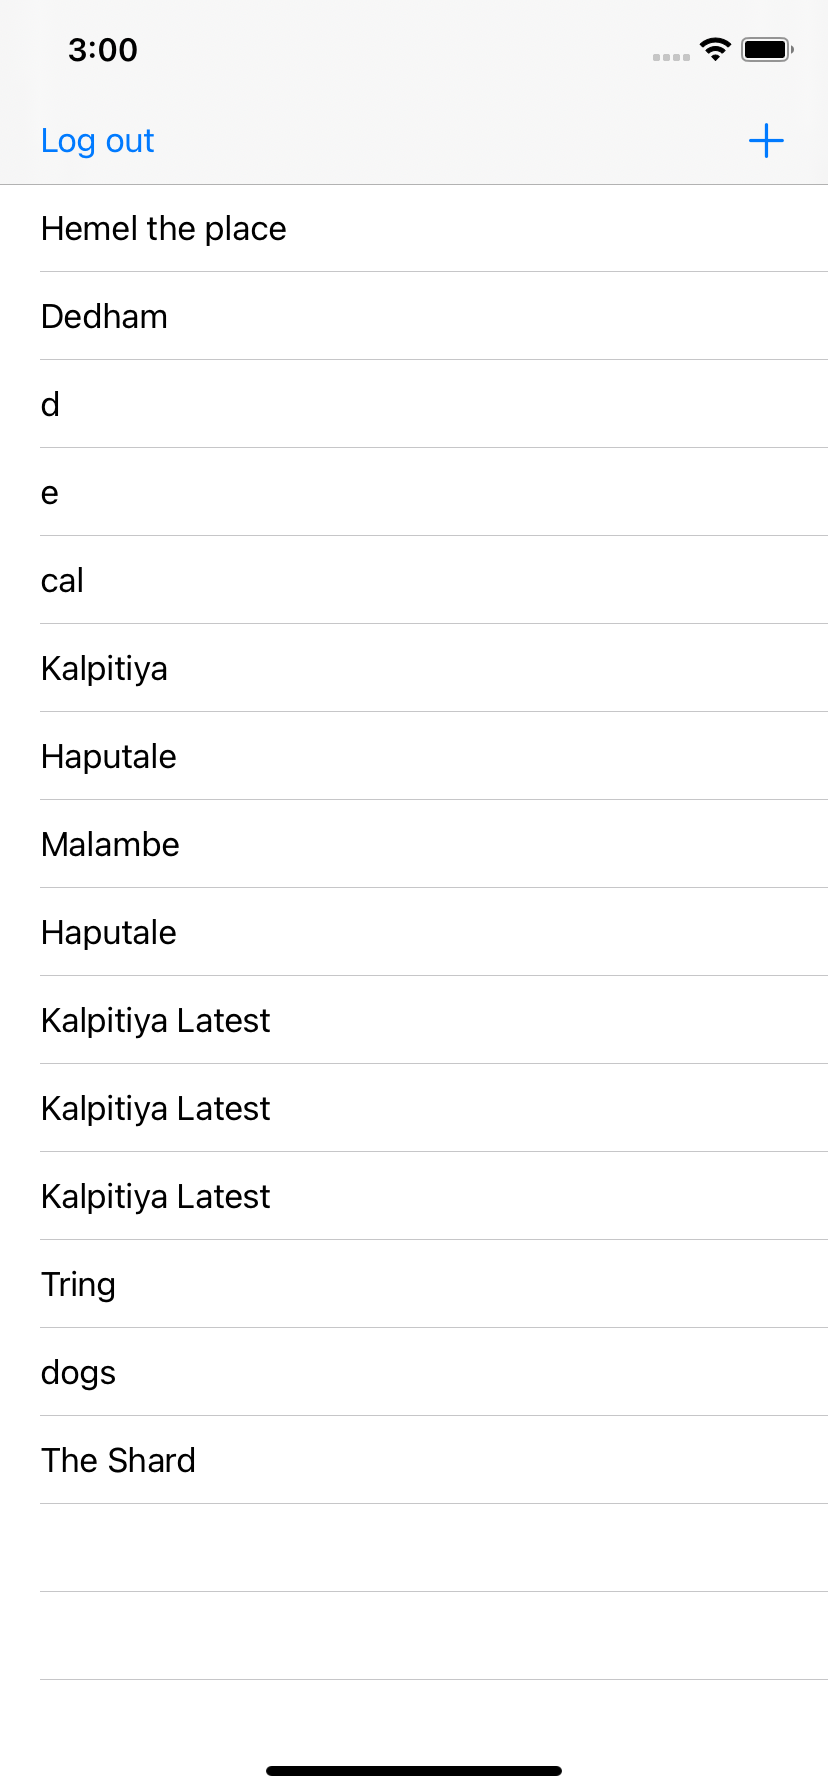 3:00
Log out
Hemel the place
Dedham
d
e
cal
Kalpitiya
Haputale
Malambe
Haputale
Kalpitiya Latest
Kalpitiya Latest
Kalpitiya Latest
Tring
dogs
The Shard